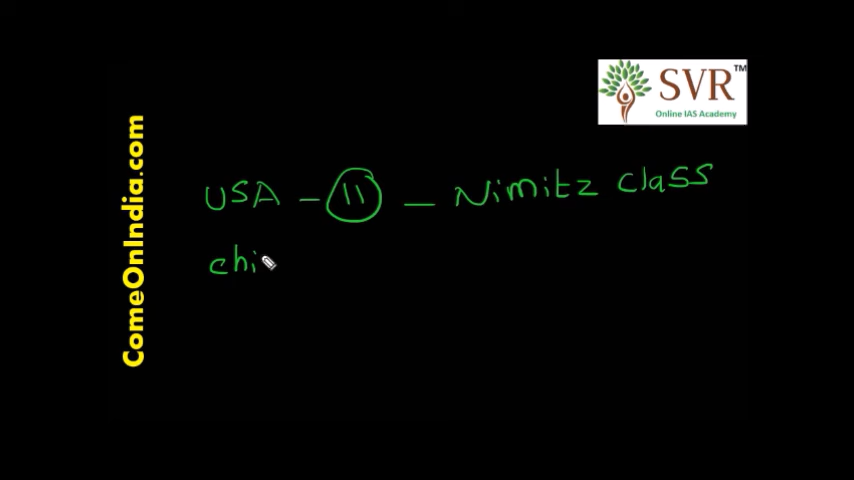 SVR™
Online IAS Academy
ComeOnIndia.com
USA - 11 - Nimitz class
chi